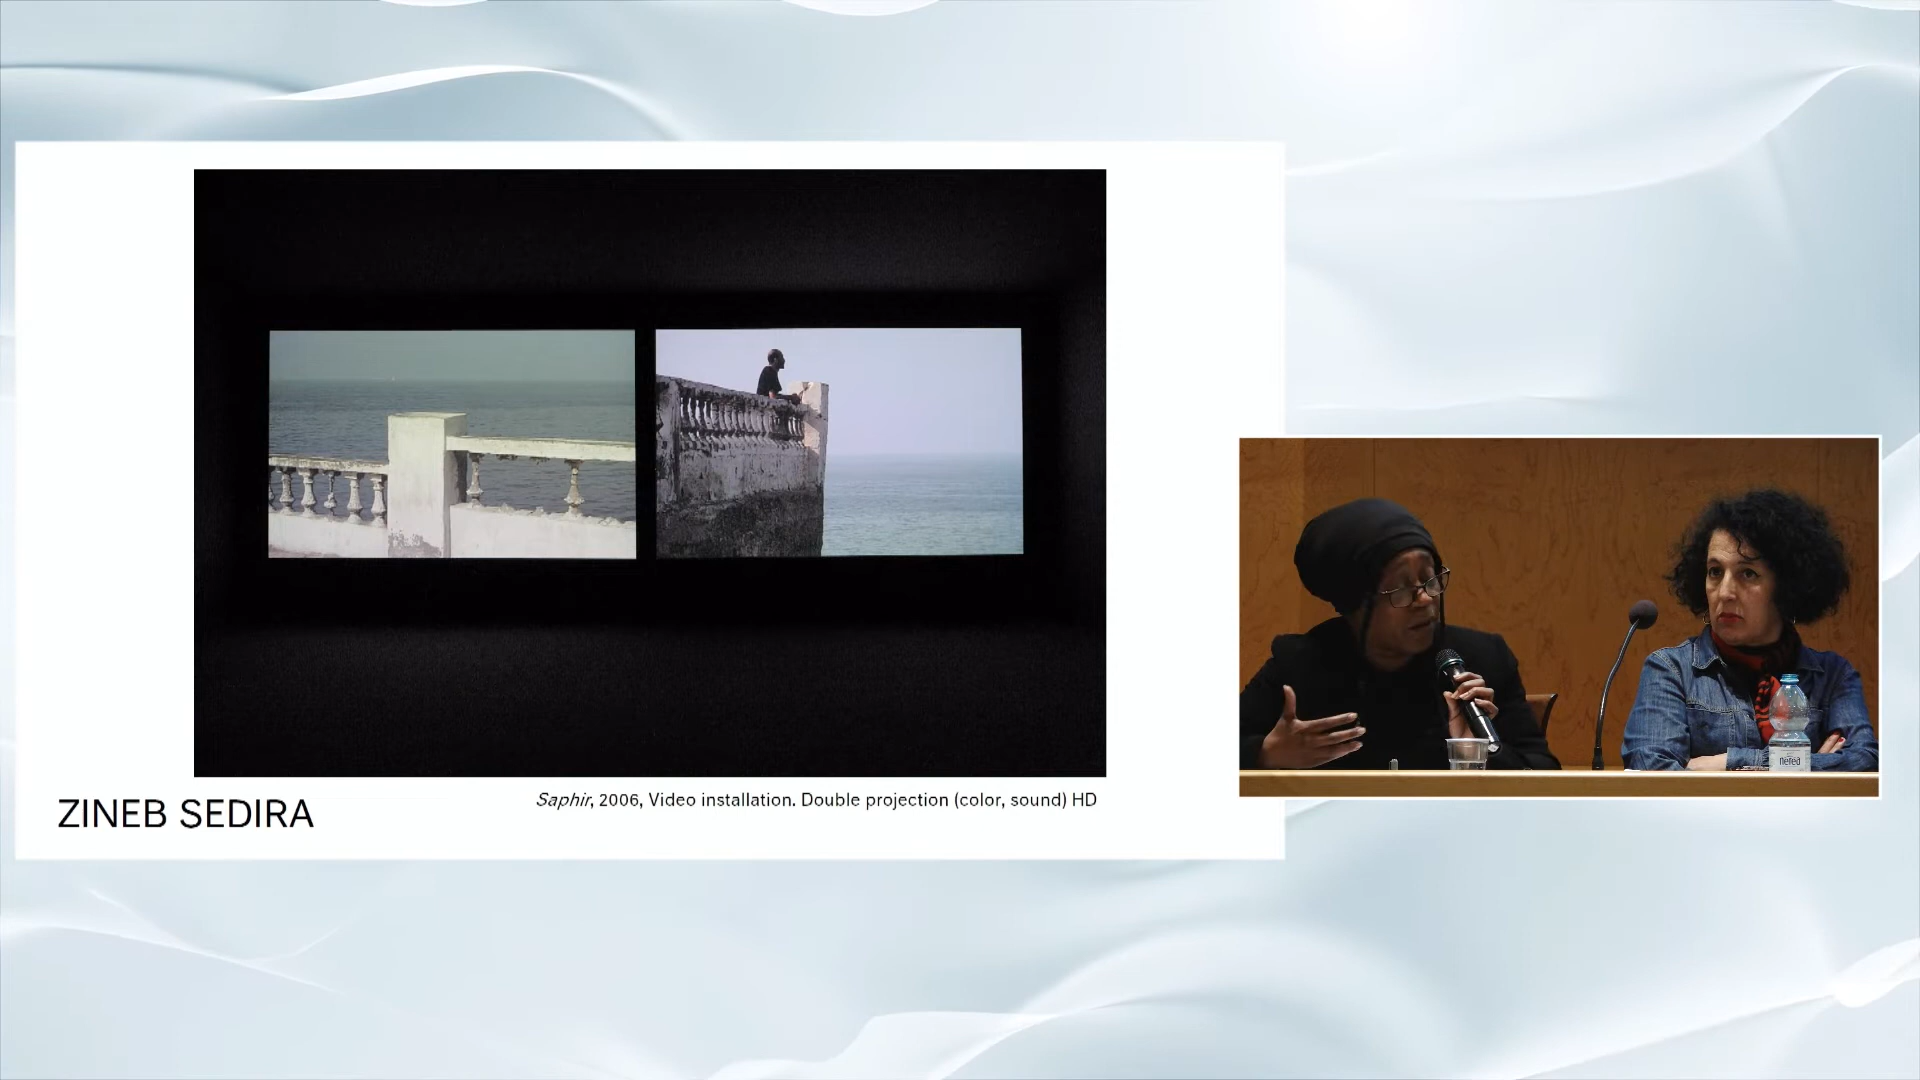 Saphir, 2006, Video installation. Double projection (color, sound) HD
ZINEB SEDIRA